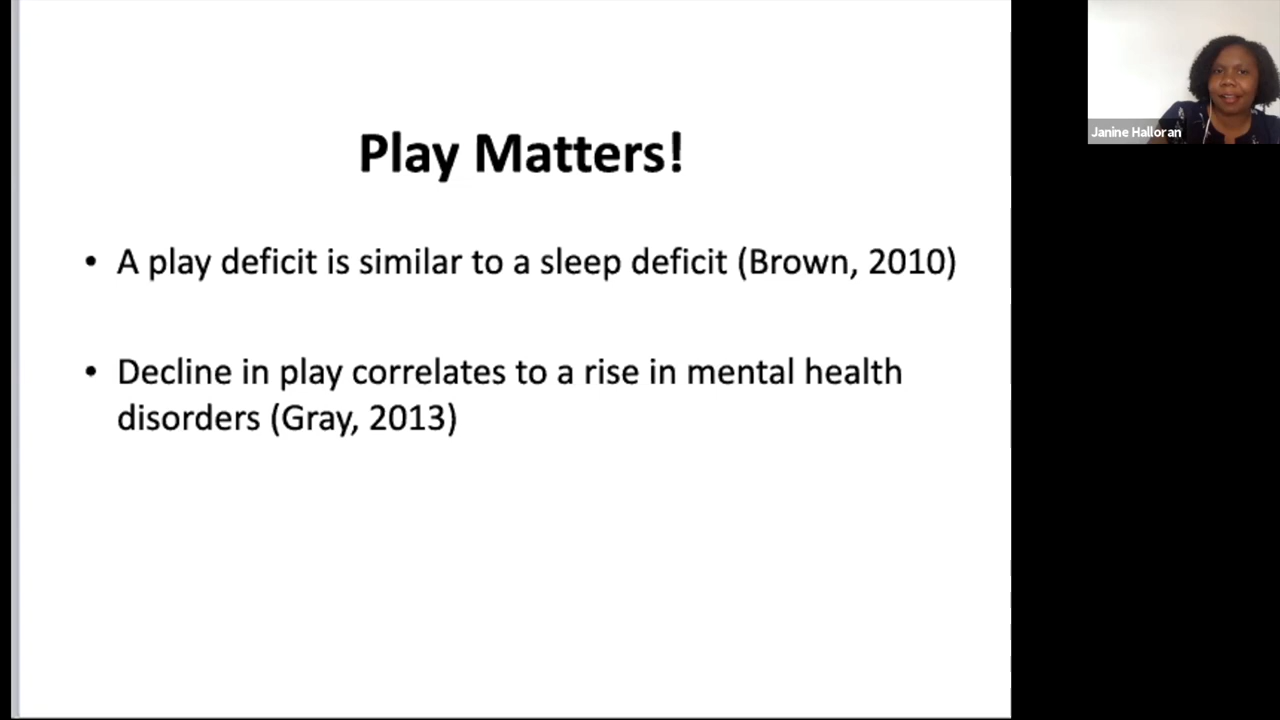 Play Matters!
• A play deficit is similar to a sleep deficit (Brown, 2010)
• Decline in play correlates to a rise in mental health
disorders (Gray, 2013)
Janine Halloran